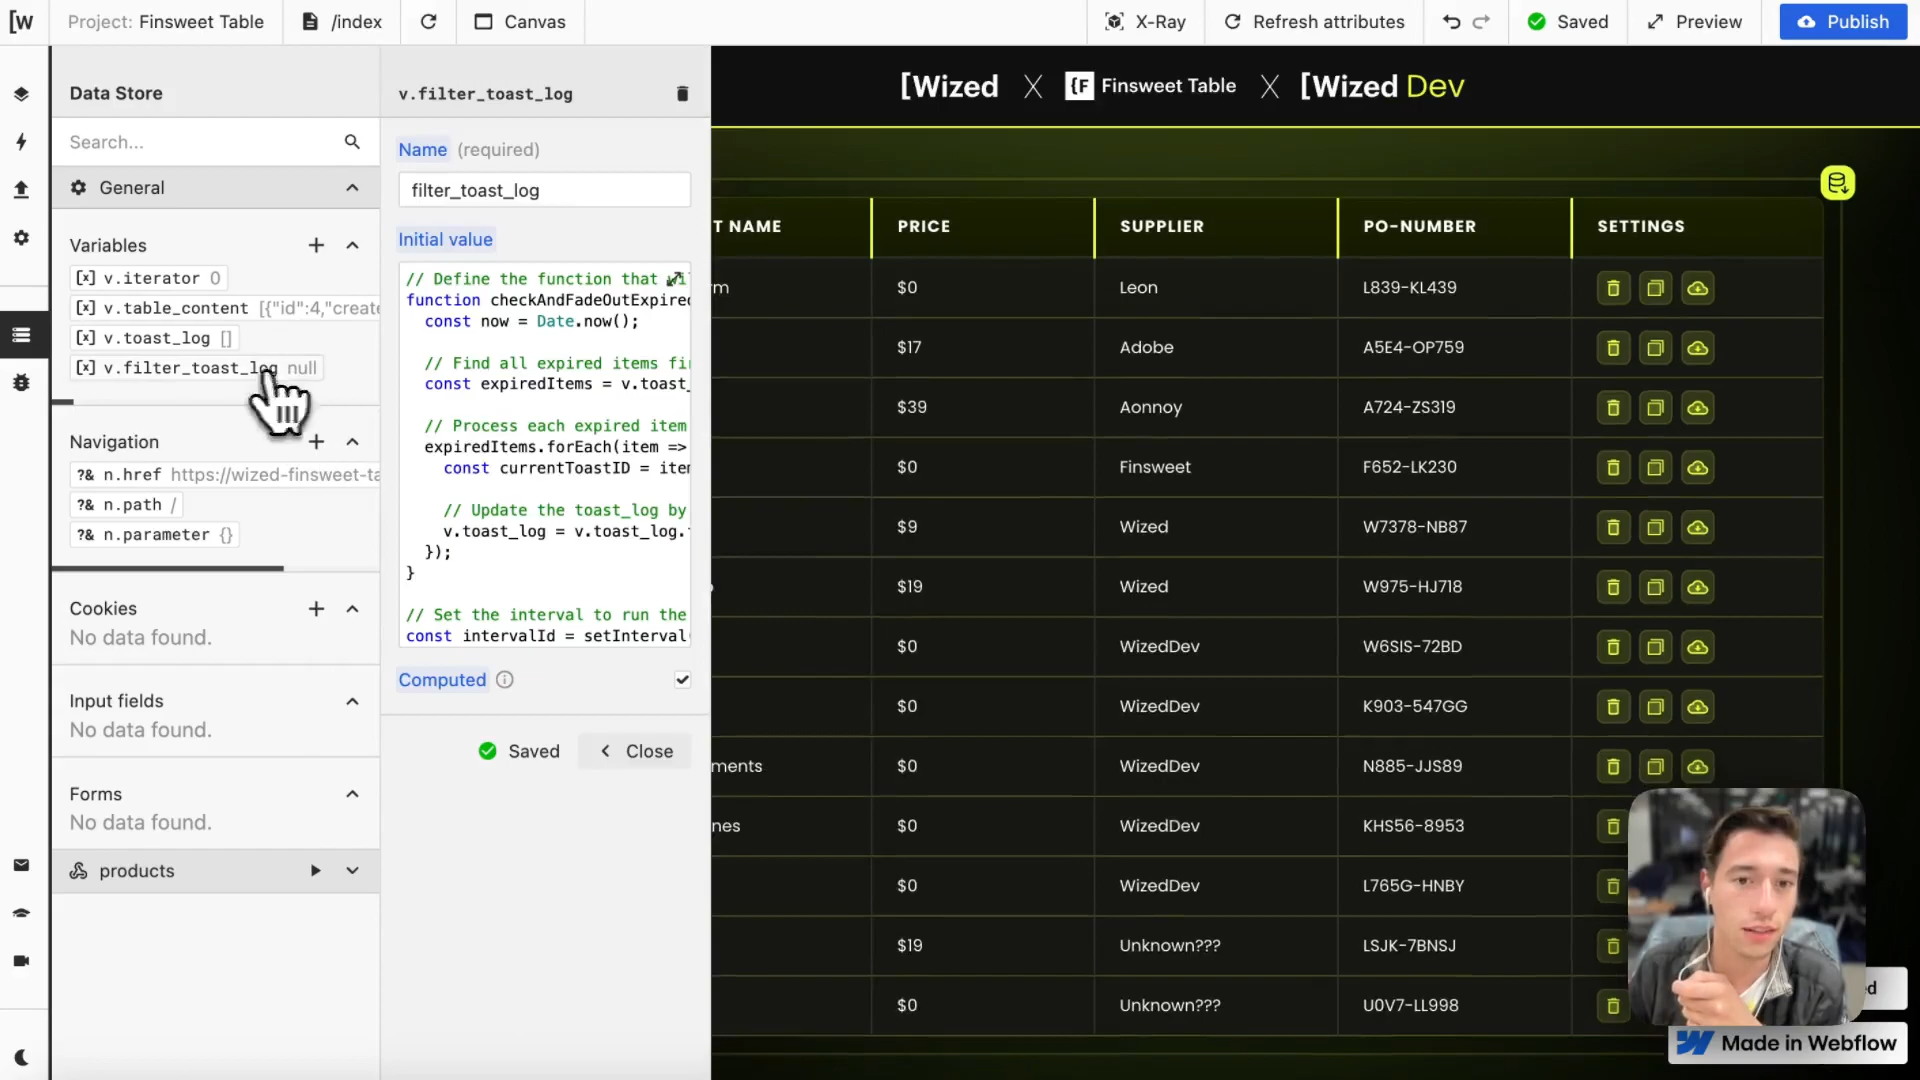 [W
Project: Finsweet Table
/index
Canvas
X-Ray
Refresh attributes
Saved
Preview
Publish
Data Store
Search...
General
Variables
[x] v.iterator 0
[x] v.table_content [{"id":4,"create
[x] v.toast_log []
[x] v.filter_toast_log null
Navigation
?& n.href https://wized-finsweet-ta
?& n.path /
?& n.parameter {}
Cookies
No data found.
Input fields
No data found.
Forms
No data found.
products
v.filter_toast_log
Name (required)
filter_toast_log
Initial value
// Define the function that
function checkAndFadeOutExpired
const now = Date.now();
// Find all expired items fi
const expiredItems = v.toast_
// Process each expired item
expiredItems.forEach(item =>
const currentToastID = item
// Update the toast_log by
v.toast_log = v.toast_log.
});
}
// Set the interval to run the
const intervalId = setInterval(
Computed
Saved
Close
[Wized X {F Finsweet Table X [Wized Dev
T NAME PRICE SUPPLIER PO-NUMBER SETTINGS
rm $0 Leon L839-KL439
$17 Adobe A5E4-OP759
$39 Aonnoy A724-ZS319
$0 Finsweet F652-LK230
$9 Wized W7378-NB87
$19 Wized W975-HJ718
$0 WizedDev W6SIS-72BD
$0 WizedDev K903-547GG
ments $0 WizedDev N885-JJS89
nes $0 WizedDev KHS56-8953
$0 WizedDev L765G-HNBY
$19 Unknown??? LSJK-7BNSJ
$0 Unknown??? U0V7-LL998
Made in Webflow